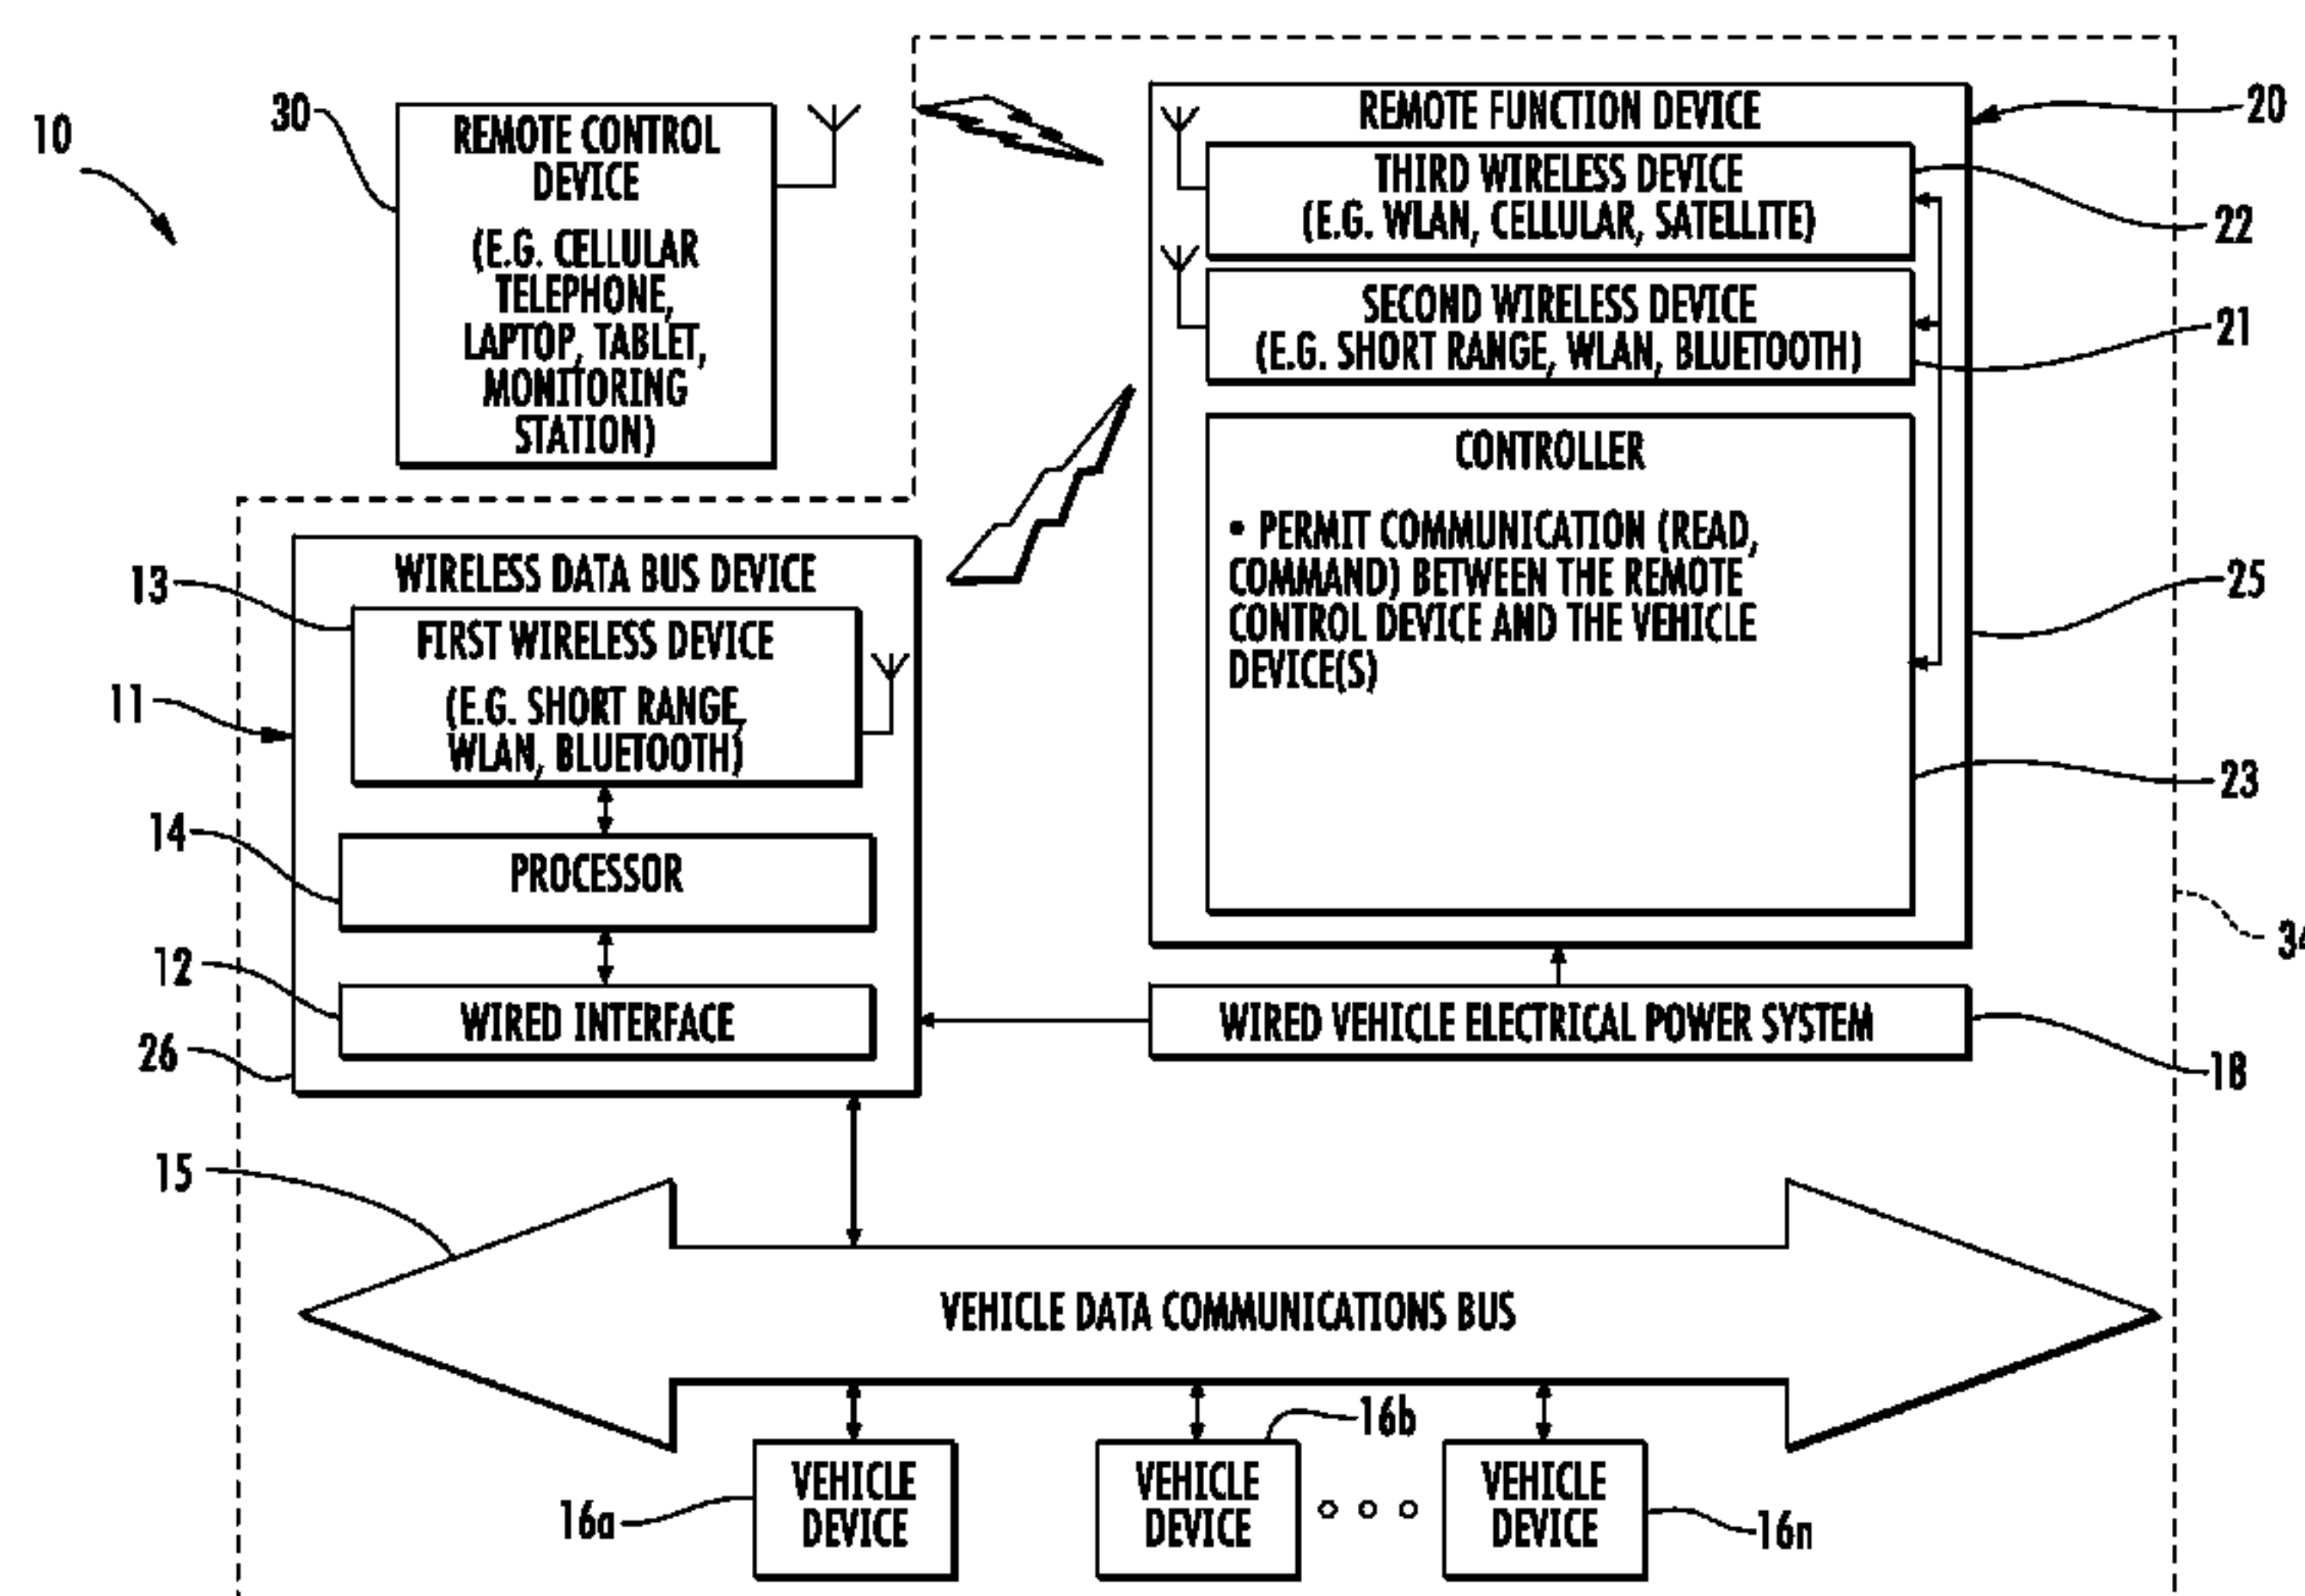 10
30
REMOTE CONTROL
DEVICE
(E.G. CELLULAR
TELEPHONE,
LAPTOP, TABLET,
MONITORING
STATION)
REMOTE FUNCTION DEVICE
20
THIRD WIRELESS DEVICE
(E.G. WLAN, CELLULAR, SATELLITE)
22
SECOND WIRELESS DEVICE
(E.G. SHORT RANGE, WLAN, BLUETOOTH)
21
CONTROLLER
• PERMIT COMMUNICATION (READ,
COMMAND) BETWEEN THE REMOTE
CONTROL DEVICE AND THE VEHICLE
DEVICE(S)
25
23
34
WIRELESS DATA BUS DEVICE
13
FIRST WIRELESS DEVICE
(E.G. SHORT RANGE,
WLAN, BLUETOOTH)
11
14
PROCESSOR
12
WIRED INTERFACE
26
WIRED VEHICLE ELECTRICAL POWER SYSTEM
18
15
VEHICLE DATA COMMUNICATIONS BUS
16a
VEHICLE
DEVICE
16b
VEHICLE
DEVICE
VEHICLE
DEVICE
16n